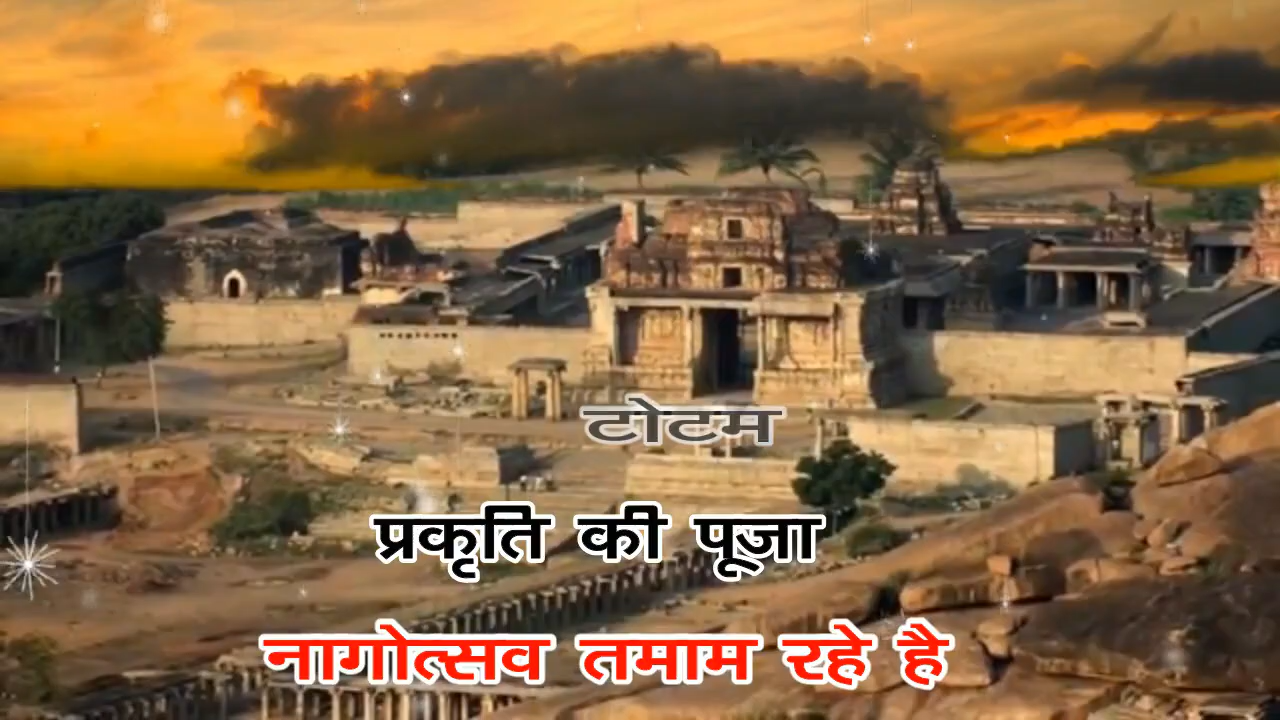 टोटम
प्रकृति की पूजा
नागोत्सव तमाम रहे है